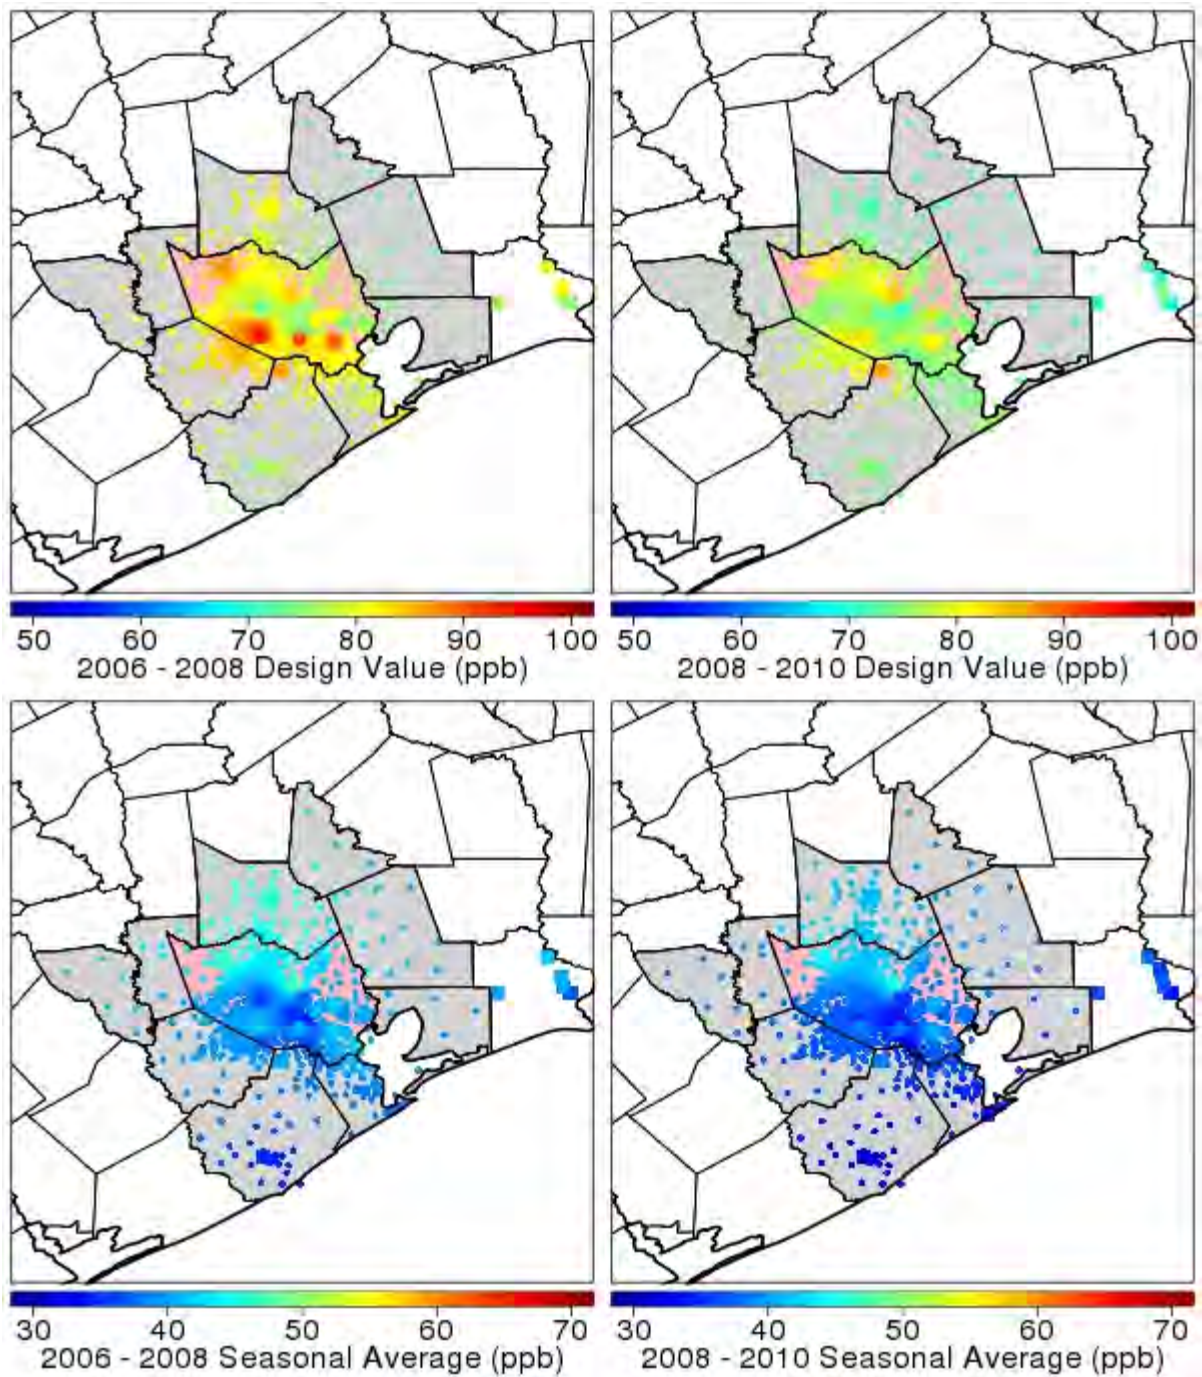 50 60 70 80 90 100 50 60 70 80 90 100
2006 - 2008 Design Value (ppb) 2008 - 2010 Design Value (ppb)
30 40 50 60 70 30 40 50 60 70
2006 - 2008 Seasonal Average (ppb) 2008 - 2010 Seasonal Average (ppb)